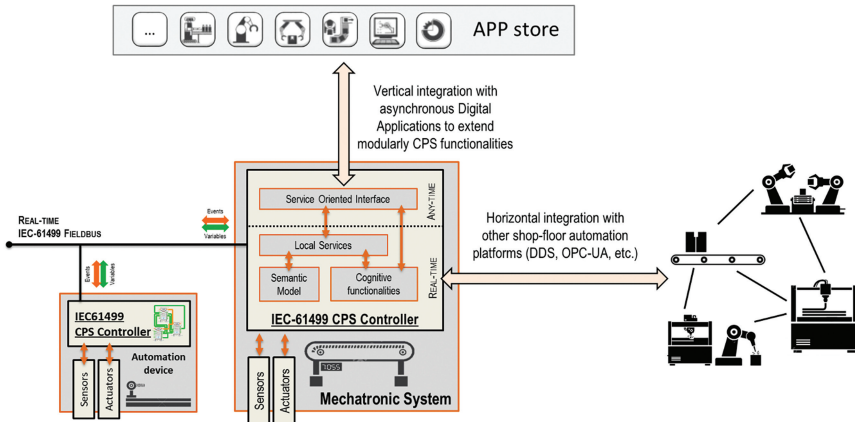 ...
APP store
Vertical integration with
asynchronous Digital
Applications to extend
modularly CPS functionalities
Service Oriented Interface
ANY-TIME
Events
Variables
REAL-TIME
IEC-61499 FIELDBUS
Local Services
Semantic
Model
Cognitive
functionalities
REAL-TIME
IEC-61499 CPS Controller
Horizontal integration with
other shop-floor automation
platforms (DDS, OPC-UA, etc.)
Events
Variables
IEC61499
CPS Controller
Automation
device
Sensors
Actuators
Sensors
Actuators
Mechatronic System